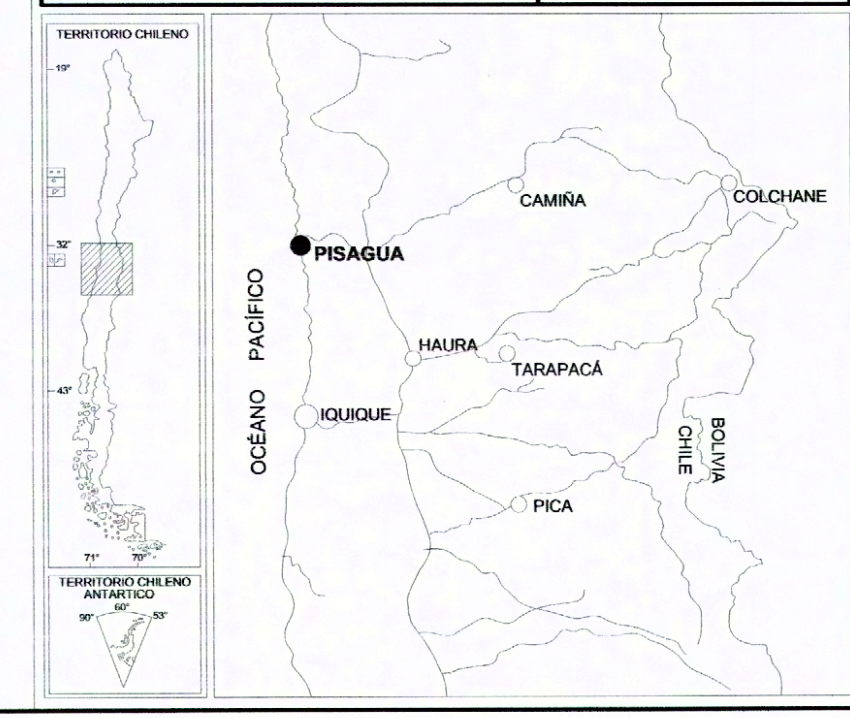 TERRITORIO CHILENO
19°
32°
43°
71° 70°
TERRITORIO CHILENO
ANTARTICO
90° 60° 53°
CAMIÑA
COLCHANE
PISAGUA
OCÉANO PACÍFICO
HAURA
TARAPACÁ
IQUIQUE
BOLIVIA
CHILE
PICA